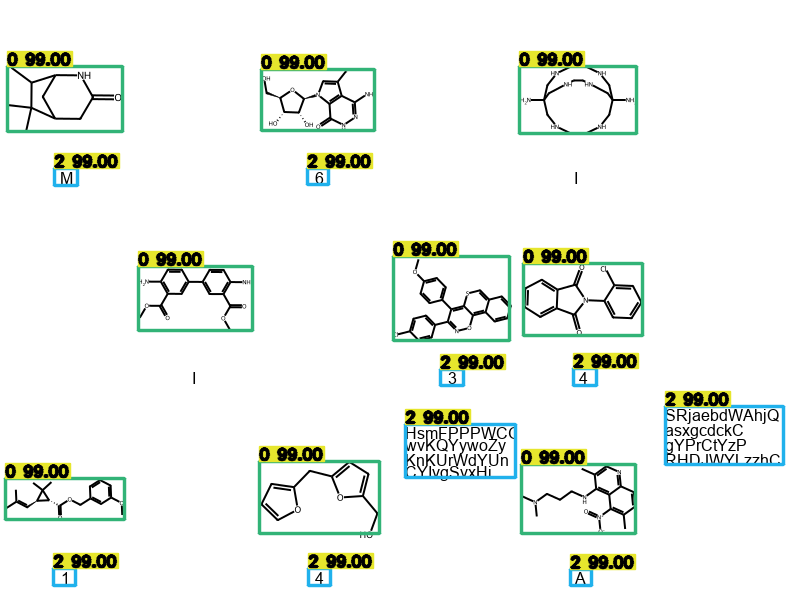 0 99.00
0 99.00
0 99.00
NH
O
OH
O
N
NH
HO
OH
O
N
N
HN
NH
NH
NH
NH
HN
NH
2 99.00
M
2 99.00
6
I
0 99.00
0 99.00
0 99.00
NH
O
O
O
O
O
O
N
O
O
N
O
Cl
I
2 99.00
3
2 99.00
4
2 99.00
HsmFPPPWCC
wvKQYywoZy
KnKUrWdYUn
CYIvgSvxHi
2 99.00
SRjaebdWAhjQ
asxgcdckC
gYPrCtYzP
RHDJWYLzzhC
0 99.00
0 99.00
0 99.00
O
O
O
HO
N
NH
N
O
N
2 99.00
1
2 99.00
4
2 99.00
A